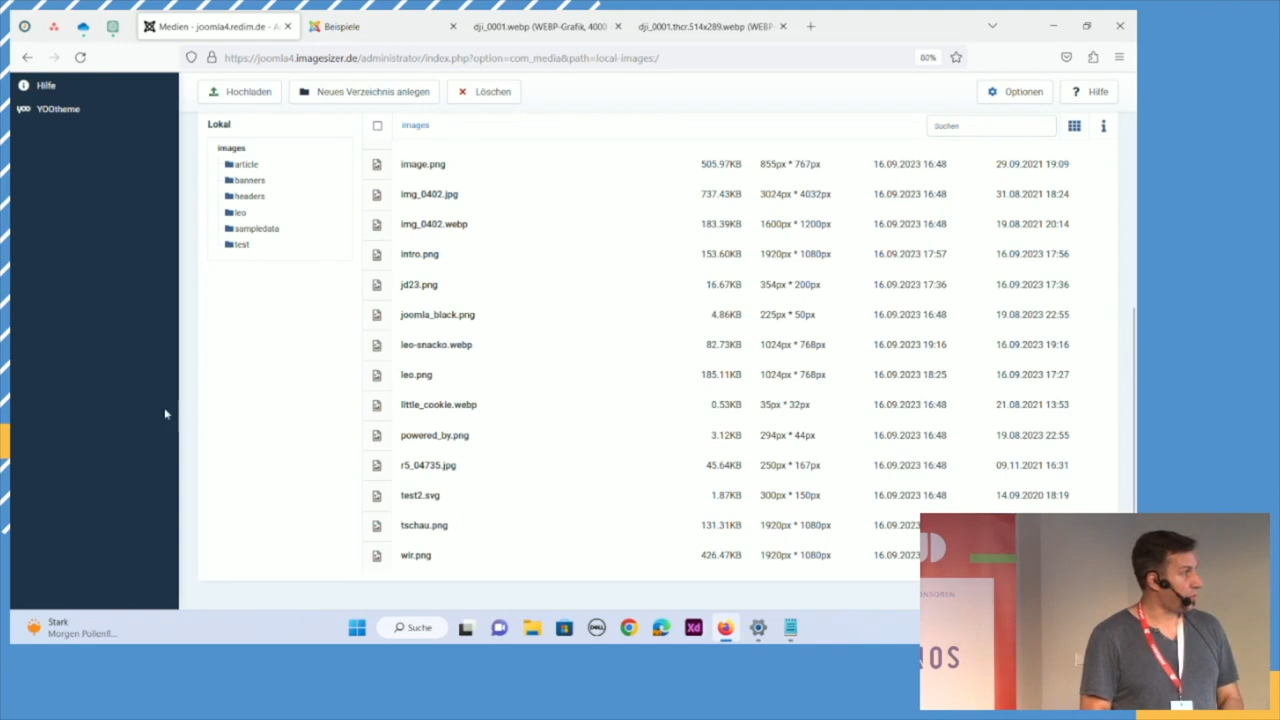 Medien - joomla4.redim.de - A
Beispiele
dji_0001.webp (WEBP-Grafik, 4000
dji_0001.thcr.514x289.webp (WEBP-
https://joomla4.imagesizer.de/administrator/index.php?option=com_media&path=local-images:/
80%
Hilfe
YOOtheme
Hochladen
Neues Verzeichnis anlegen
Löschen
Optionen
? Hilfe
Lokal
images
article
banners
headers
leo
sampledata
test
images
Suchen
image.png 505.97KB 855px * 767px 16.09.2023 16:48 29.09.2021 19:09
img_0402.jpg 737.43KB 3024px * 4032px 16.09.2023 16:48 31.08.2021 18:24
img_0402.webp 183.39KB 1600px * 1200px 16.09.2023 16:48 19.08.2021 20:14
intro.png 153.60KB 1920px * 1080px 16.09.2023 17:57 16.09.2023 17:56
jd23.png 16.67KB 354px * 200px 16.09.2023 17:36 16.09.2023 17:36
joomla_black.png 4.86KB 225px * 50px 16.09.2023 16:48 19.08.2023 22:55
leo-snacko.webp 82.73KB 1024px * 768px 16.09.2023 19:16 16.09.2023 19:16
leo.png 185.11KB 1024px * 768px 16.09.2023 18:25 16.09.2023 17:27
little_cookie.webp 0.53KB 35px * 32px 16.09.2023 16:48 21.08.2021 13:53
powered_by.png 3.12KB 294px * 44px 16.09.2023 16:48 19.08.2023 22:55
r5_04735.jpg 45.64KB 250px * 167px 16.09.2023 16:48 09.11.2021 16:31
test2.svg 1.87KB 300px * 150px 16.09.2023 16:48 14.09.2020 18:19
tschau.png 131.31KB 1920px * 1080px 16.09
wir.png 426.47KB 1920px * 1080px 16.09
Stark
Morgen Pollenfl...
Suche
DELL
Xd
NSOREN
NOS